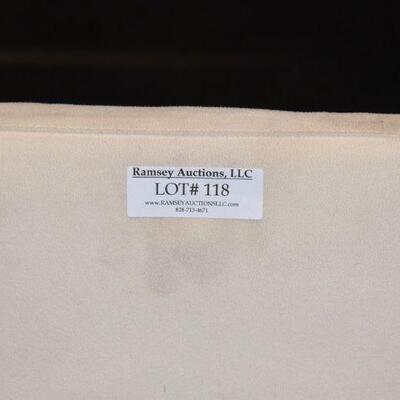 Ramsey Auctions, LLC
LOT# 118
www.RAMSEYAUCTIONSLLC.com
828-713-4671